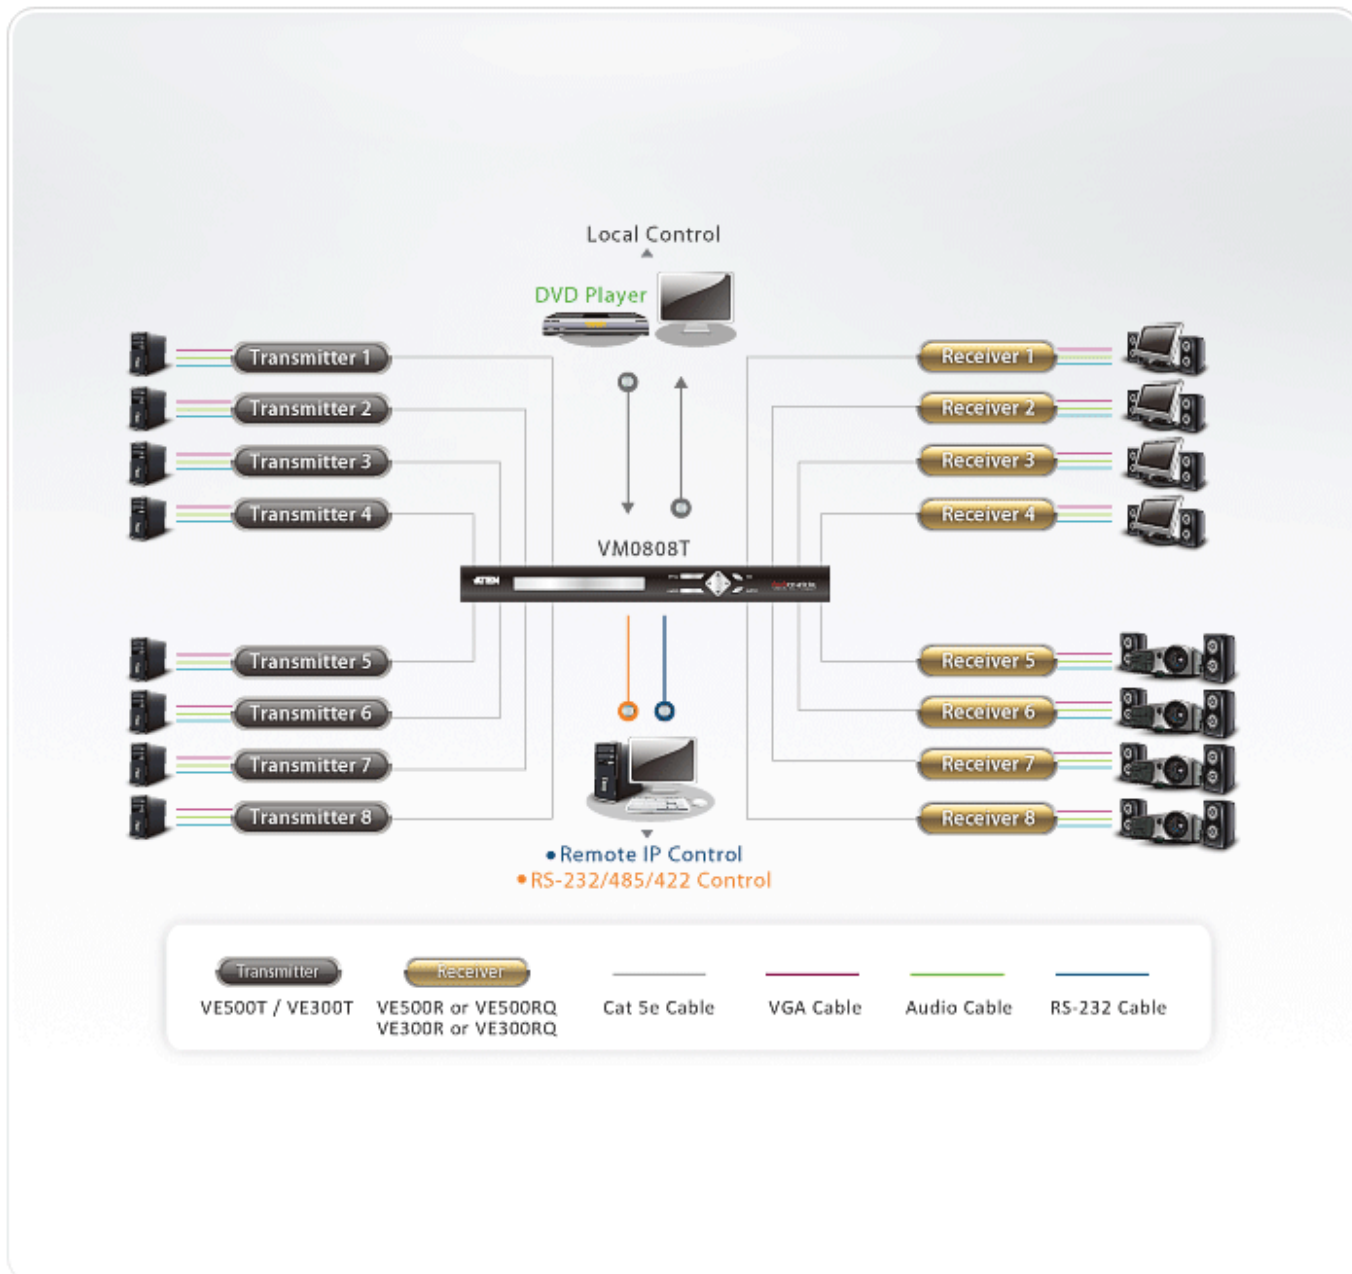 Local Control
DVD Player
Transmitter 1
Transmitter 2
Transmitter 3
Transmitter 4
Receiver 1
Receiver 2
Receiver 3
Receiver 4
VM0808T
ATEN
Transmitter 5
Transmitter 6
Transmitter 7
Transmitter 8
Receiver 5
Receiver 6
Receiver 7
Receiver 8
• Remote IP Control
• RS-232/485/422 Control
Transmitter
VE500T / VE300T
Receiver
VE500R or VE500RQ
VE300R or VE300RQ
Cat 5e Cable
VGA Cable
Audio Cable
RS-232 Cable